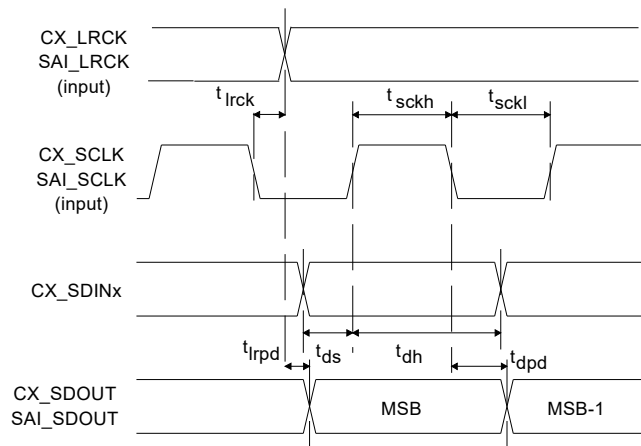 CX_LRCK
SAI_LRCK
(input)
t lrck
t sckh
t sckl
CX_SCLK
SAI_SCLK
(input)
CX_SDINx
t lrpd
t ds
t dh
t dpd
CX_SDOUT
SAI_SDOUT
MSB
MSB-1